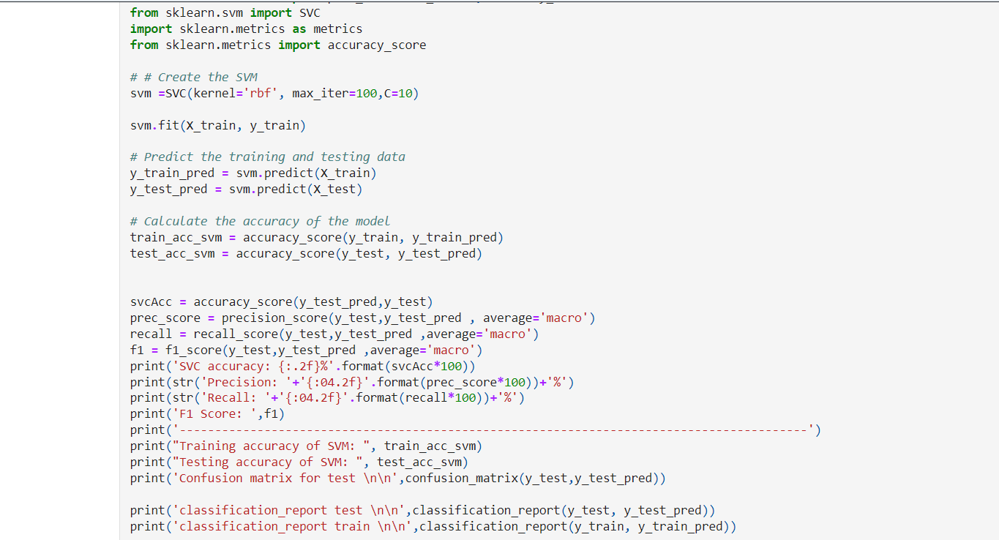 from sklearn.svm import SVC
import sklearn.metrics as metrics
from sklearn.metrics import accuracy_score
# # Create the SVM
svm =SVC(kernel='rbf', max_iter=100,C=10)
svm.fit(X_train, y_train)
# Predict the training and testing data
y_train_pred = svm.predict(X_train)
y_test_pred = svm.predict(X_test)
# Calculate the accuracy of the model
train_acc_svm = accuracy_score(y_train, y_train_pred)
test_acc_svm = accuracy_score(y_test, y_test_pred)
svcAcc = accuracy_score(y_test_pred,y_test)
prec_score = precision_score(y_test,y_test_pred , average='macro')
recall = recall_score(y_test,y_test_pred ,average='macro')
f1 = f1_score(y_test,y_test_pred ,average='macro')
print('SVC accuracy: {:.2f}%'.format(svcAcc*100))
print(str('Precision: '+'{:04.2f}'.format(prec_score*100))+'%')
print(str('Recall: '+'{:04.2f}'.format(recall*100))+'%')
print('F1 Score: ',f1)
print('-----------------------------------------------------------------------------------------')
print("Training accuracy of SVM: ", train_acc_svm)
print("Testing accuracy of SVM: ", test_acc_svm)
print('Confusion matrix for test \n\n',confusion_matrix(y_test,y_test_pred))
print('classification_report test \n\n',classification_report(y_test, y_test_pred))
print('classification_report train \n\n',classification_report(y_train, y_train_pred))